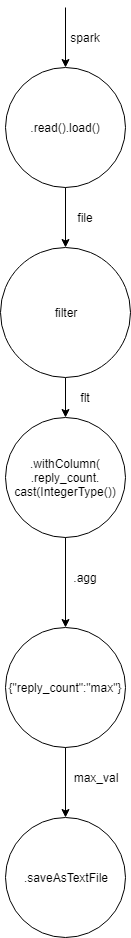 spark
.read().load()
file
filter
flt
.withColumn(
.reply_count.
cast(IntegerType())
.agg
{"reply_count":"max"}
max_val
.saveAsTextFile